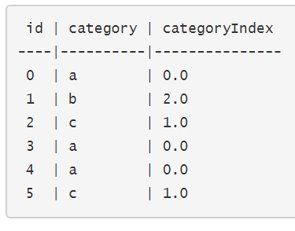 id | category | categoryIndex
----|----------|---------------
0 | a | 0.0
1 | b | 2.0
2 | c | 1.0
3 | a | 0.0
4 | a | 0.0
5 | c | 1.0